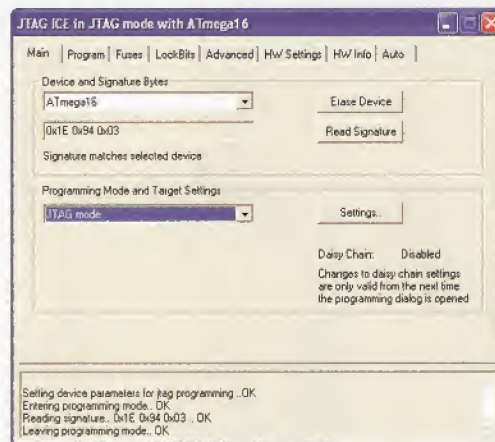 JTAG ICE in JTAG mode with ATmega16
Main Program Fuses LockBits Advanced HW Settings HW Info Auto
Device and Signature Bytes
ATmega16
Erase Device
0x1E 0x94 0x03
Read Signature
Signature matches selected device
Programming Mode and Target Settings
JTAG mode
Settings..
Daisy Chain: Disabled
Changes to daisy chain settings
are only valid from the next time
the programming dialog is opened
Setting device parameters for jtag programming ..OK
Entering programming mode.. OK
Reading signature.. 0x1E 0x94 0x03 .. OK
Leaving programming mode.. OK